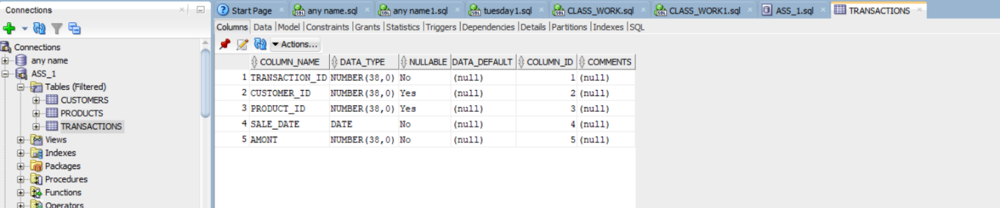 Connections
Start Page
any name.sql
any name1.sql
tuesday1.sql
CLASS_WORK.sql
CLASS_WORK1.sql
ASS_1.sql
TRANSACTIONS
Columns Data Model Constraints Grants Statistics Triggers Dependencies Details Partitions Indexes SQL
Actions...
Connections
any name
ASS_1
Tables (Filtered)
CUSTOMERS
PRODUCTS
TRANSACTIONS
Views
Indexes
Packages
Procedures
Functions
Operators
COLUMN_NAME DATA_TYPE NULLABLE DATA_DEFAULT COLUMN_ID COMMENTS
1 TRANSACTION_ID NUMBER(38,0) No (null) 1 (null)
2 CUSTOMER_ID NUMBER(38,0) Yes (null) 2 (null)
3 PRODUCT_ID NUMBER(38,0) Yes (null) 3 (null)
4 SALE_DATE DATE No (null) 4 (null)
5 AMONT NUMBER(38,0) No (null) 5 (null)